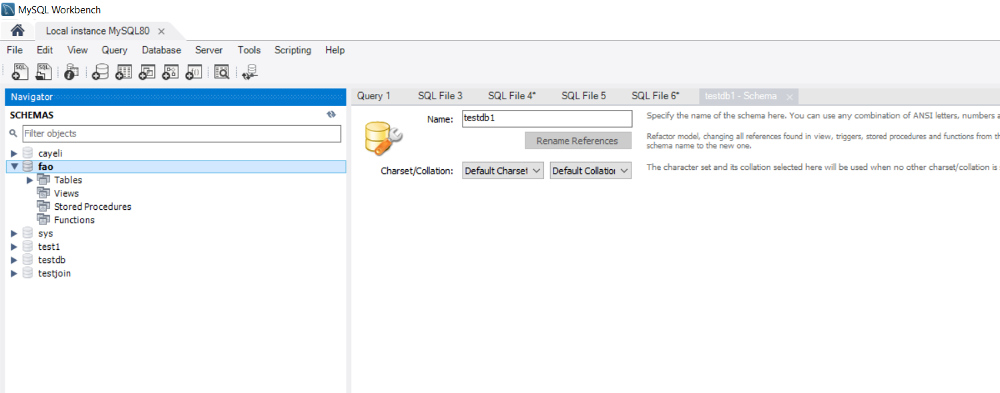 MySQL Workbench
Local instance MySQL80
File Edit View Query Database Server Tools Scripting Help
SQL SQL f()
Navigator
SCHEMAS
Filter objects
cayeli
fao
Tables
Views
Stored Procedures
Functions
sys
test1
testdb
testjoin
Query 1 SQL File 3 SQL File 4* SQL File 5 SQL File 6* testdb1 - Schema
Name: testdb1
Specify the name of the schema here. You can use any combination of ANSI letters, numbers a
Rename References
Refactor model, changing all references found in view, triggers, stored procedures and functions from th
schema name to the new one.
Charset/Collation: Default Charset Default Collation
The character set and its collation selected here will be used when no other charset/collation is